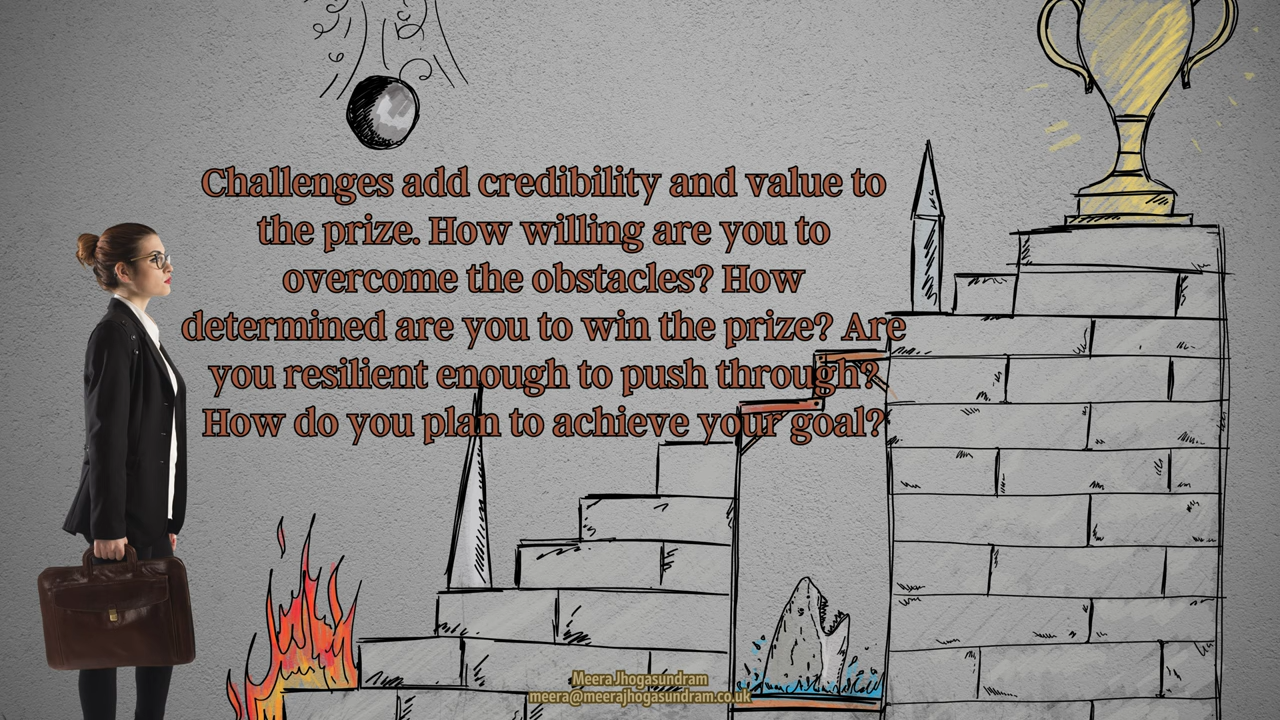 Challenges add credibility and value to
the prize. How willing are you to
overcome the obstacles? How
determined are you to win the prize? Are
you resilient enough to push through?
How do you plan to achieve your goal?
Meera Jhogasundram
meera@meerajhogasundram.co.uk